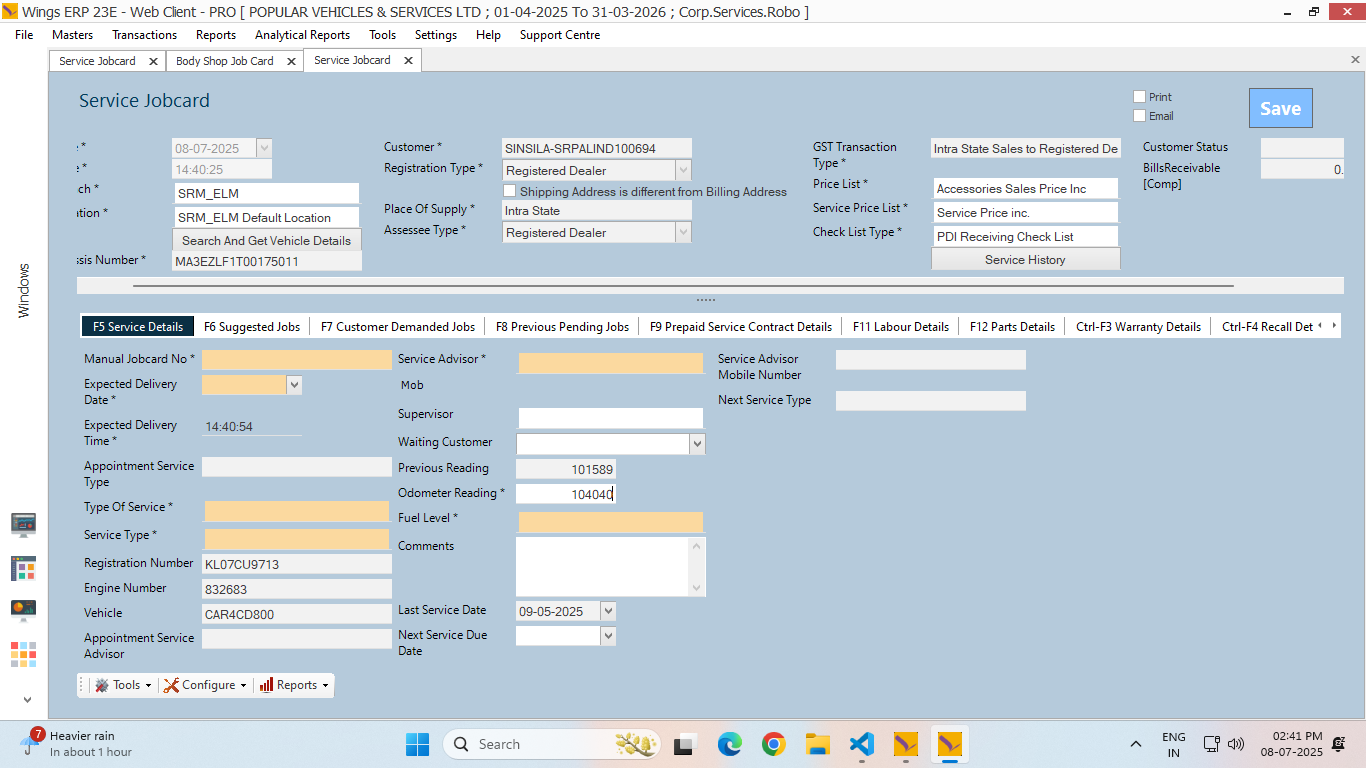 Wings ERP 23E - Web Client - PRO [ POPULAR VEHICLES & SERVICES LTD ; 01-04-2025 To 31-03-2026 ; Corp.Services.Robo ]
File Masters Transactions Reports Analytical Reports Tools Settings Help Support Centre
Service Jobcard Body Shop Job Card Service Jobcard
Service Jobcard
Print
Email
Save
* 08-07-2025
* 14:40:25
ch * SRM_ELM
ation * SRM_ELM Default Location
Search And Get Vehicle Details
ssis Number * MA3EZLF1T00175011
Customer * SINSILA-SRPALIND100694
Registration Type * Registered Dealer
Shipping Address is different from Billing Address
Place Of Supply * Intra State
Assessee Type * Registered Dealer
GST Transaction Type * Intra State Sales to Registered De
Price List * Accessories Sales Price Inc
Service Price List * Service Price inc.
Check List Type * PDI Receiving Check List
Service History
Customer Status
BillsReceivable [Comp] 0.
Windows
F5 Service Details F6 Suggested Jobs F7 Customer Demanded Jobs F8 Previous Pending Jobs F9 Prepaid Service Contract Details F11 Labour Details F12 Parts Details Ctrl-F3 Warranty Details Ctrl-F4 Recall Det
Manual Jobcard No *
Expected Delivery Date *
Expected Delivery Time * 14:40:54
Appointment Service Type
Type Of Service *
Service Type *
Registration Number KL07CU9713
Engine Number 832683
Vehicle CAR4CD800
Appointment Service Advisor
Service Advisor *
Mob
Supervisor
Waiting Customer
Previous Reading 101589
Odometer Reading * 104040
Fuel Level *
Comments
Last Service Date 09-05-2025
Next Service Due Date
Service Advisor Mobile Number
Next Service Type
Tools Configure Reports
7
Heavier rain
In about 1 hour
Search
ENG
IN
02:41 PM
08-07-2025